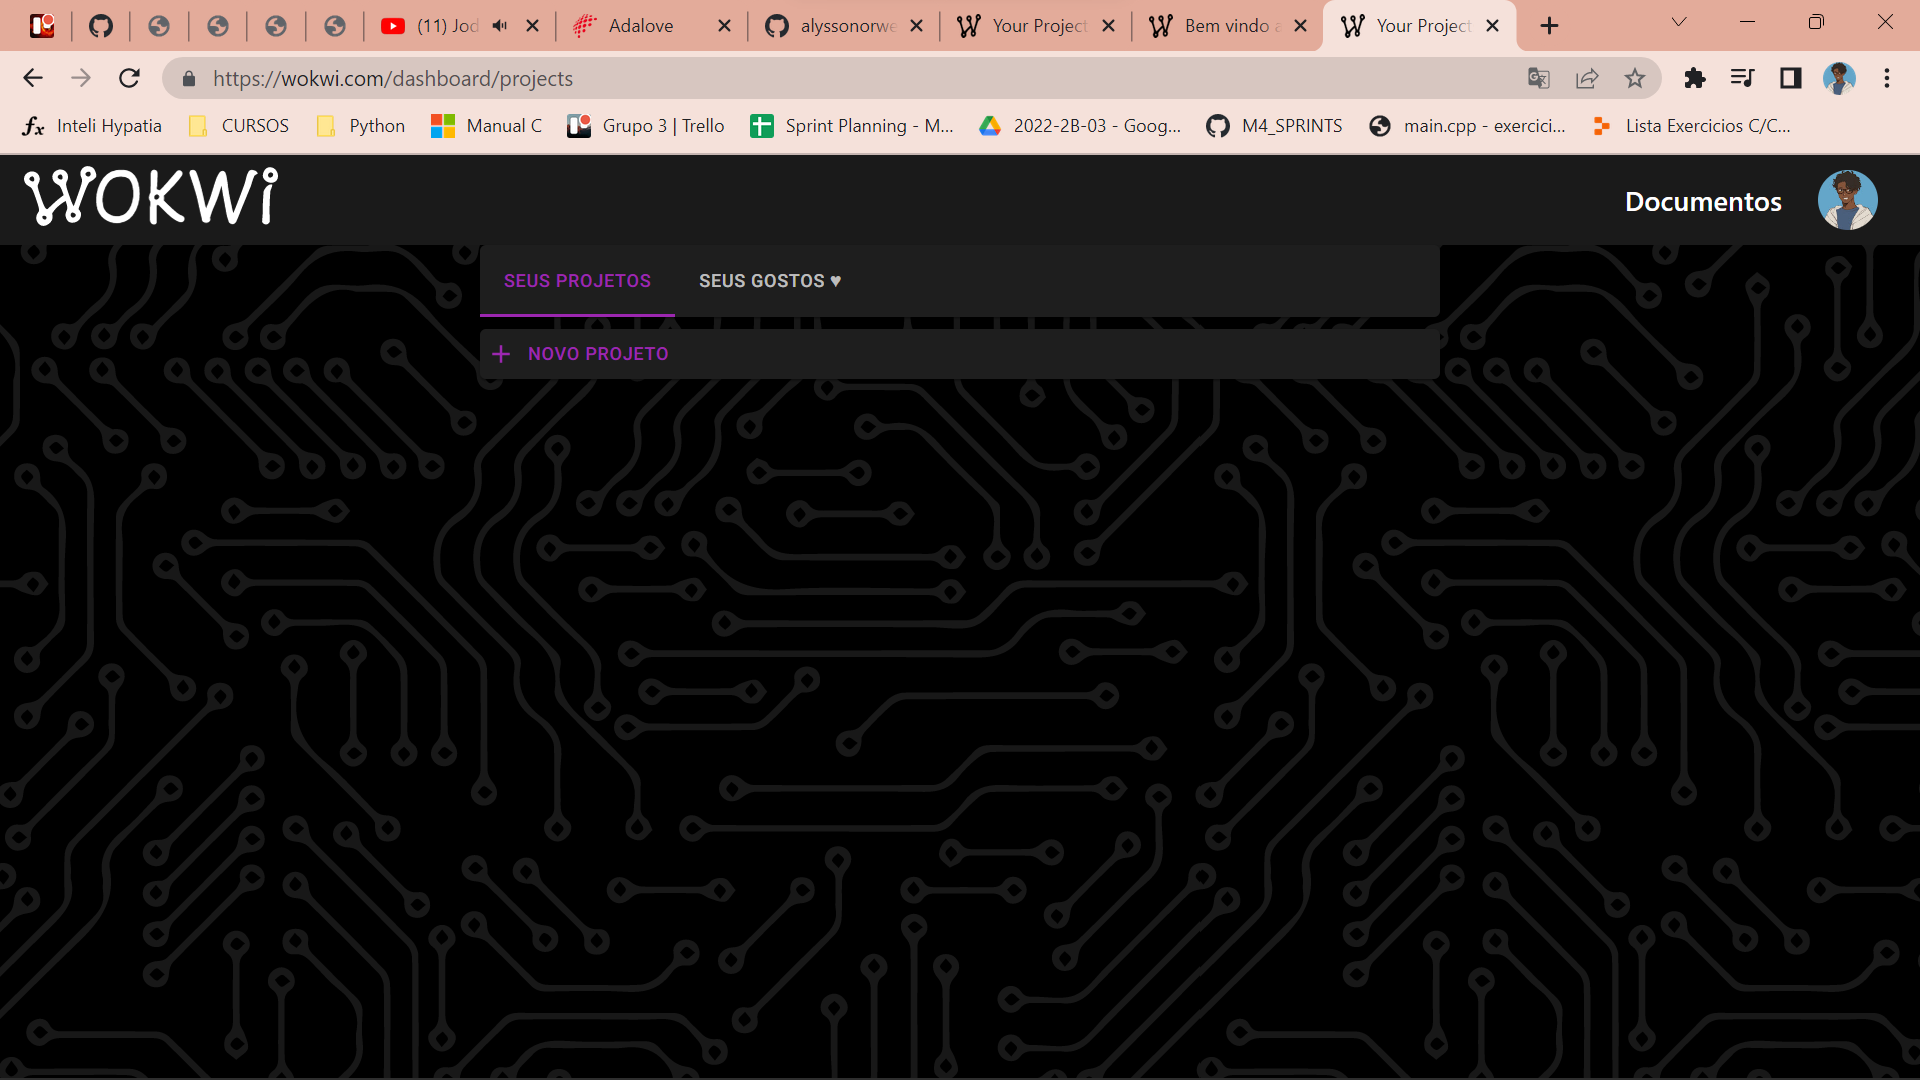 (11) Jod
Adalove
alyssonorwe
Your Project
Bem vindo a
Your Project
https://wokwi.com/dashboard/projects
fx Inteli Hypatia
CURSOS
Python
Manual C
Grupo 3 | Trello
Sprint Planning - M...
2022-2B-03 - Goog...
M4_SPRINTS
main.cpp - exercici...
Lista Exercicios C/C...
WOKWi
Documentos
SEUS PROJETOS
SEUS GOSTOS ♥
+ NOVO PROJETO